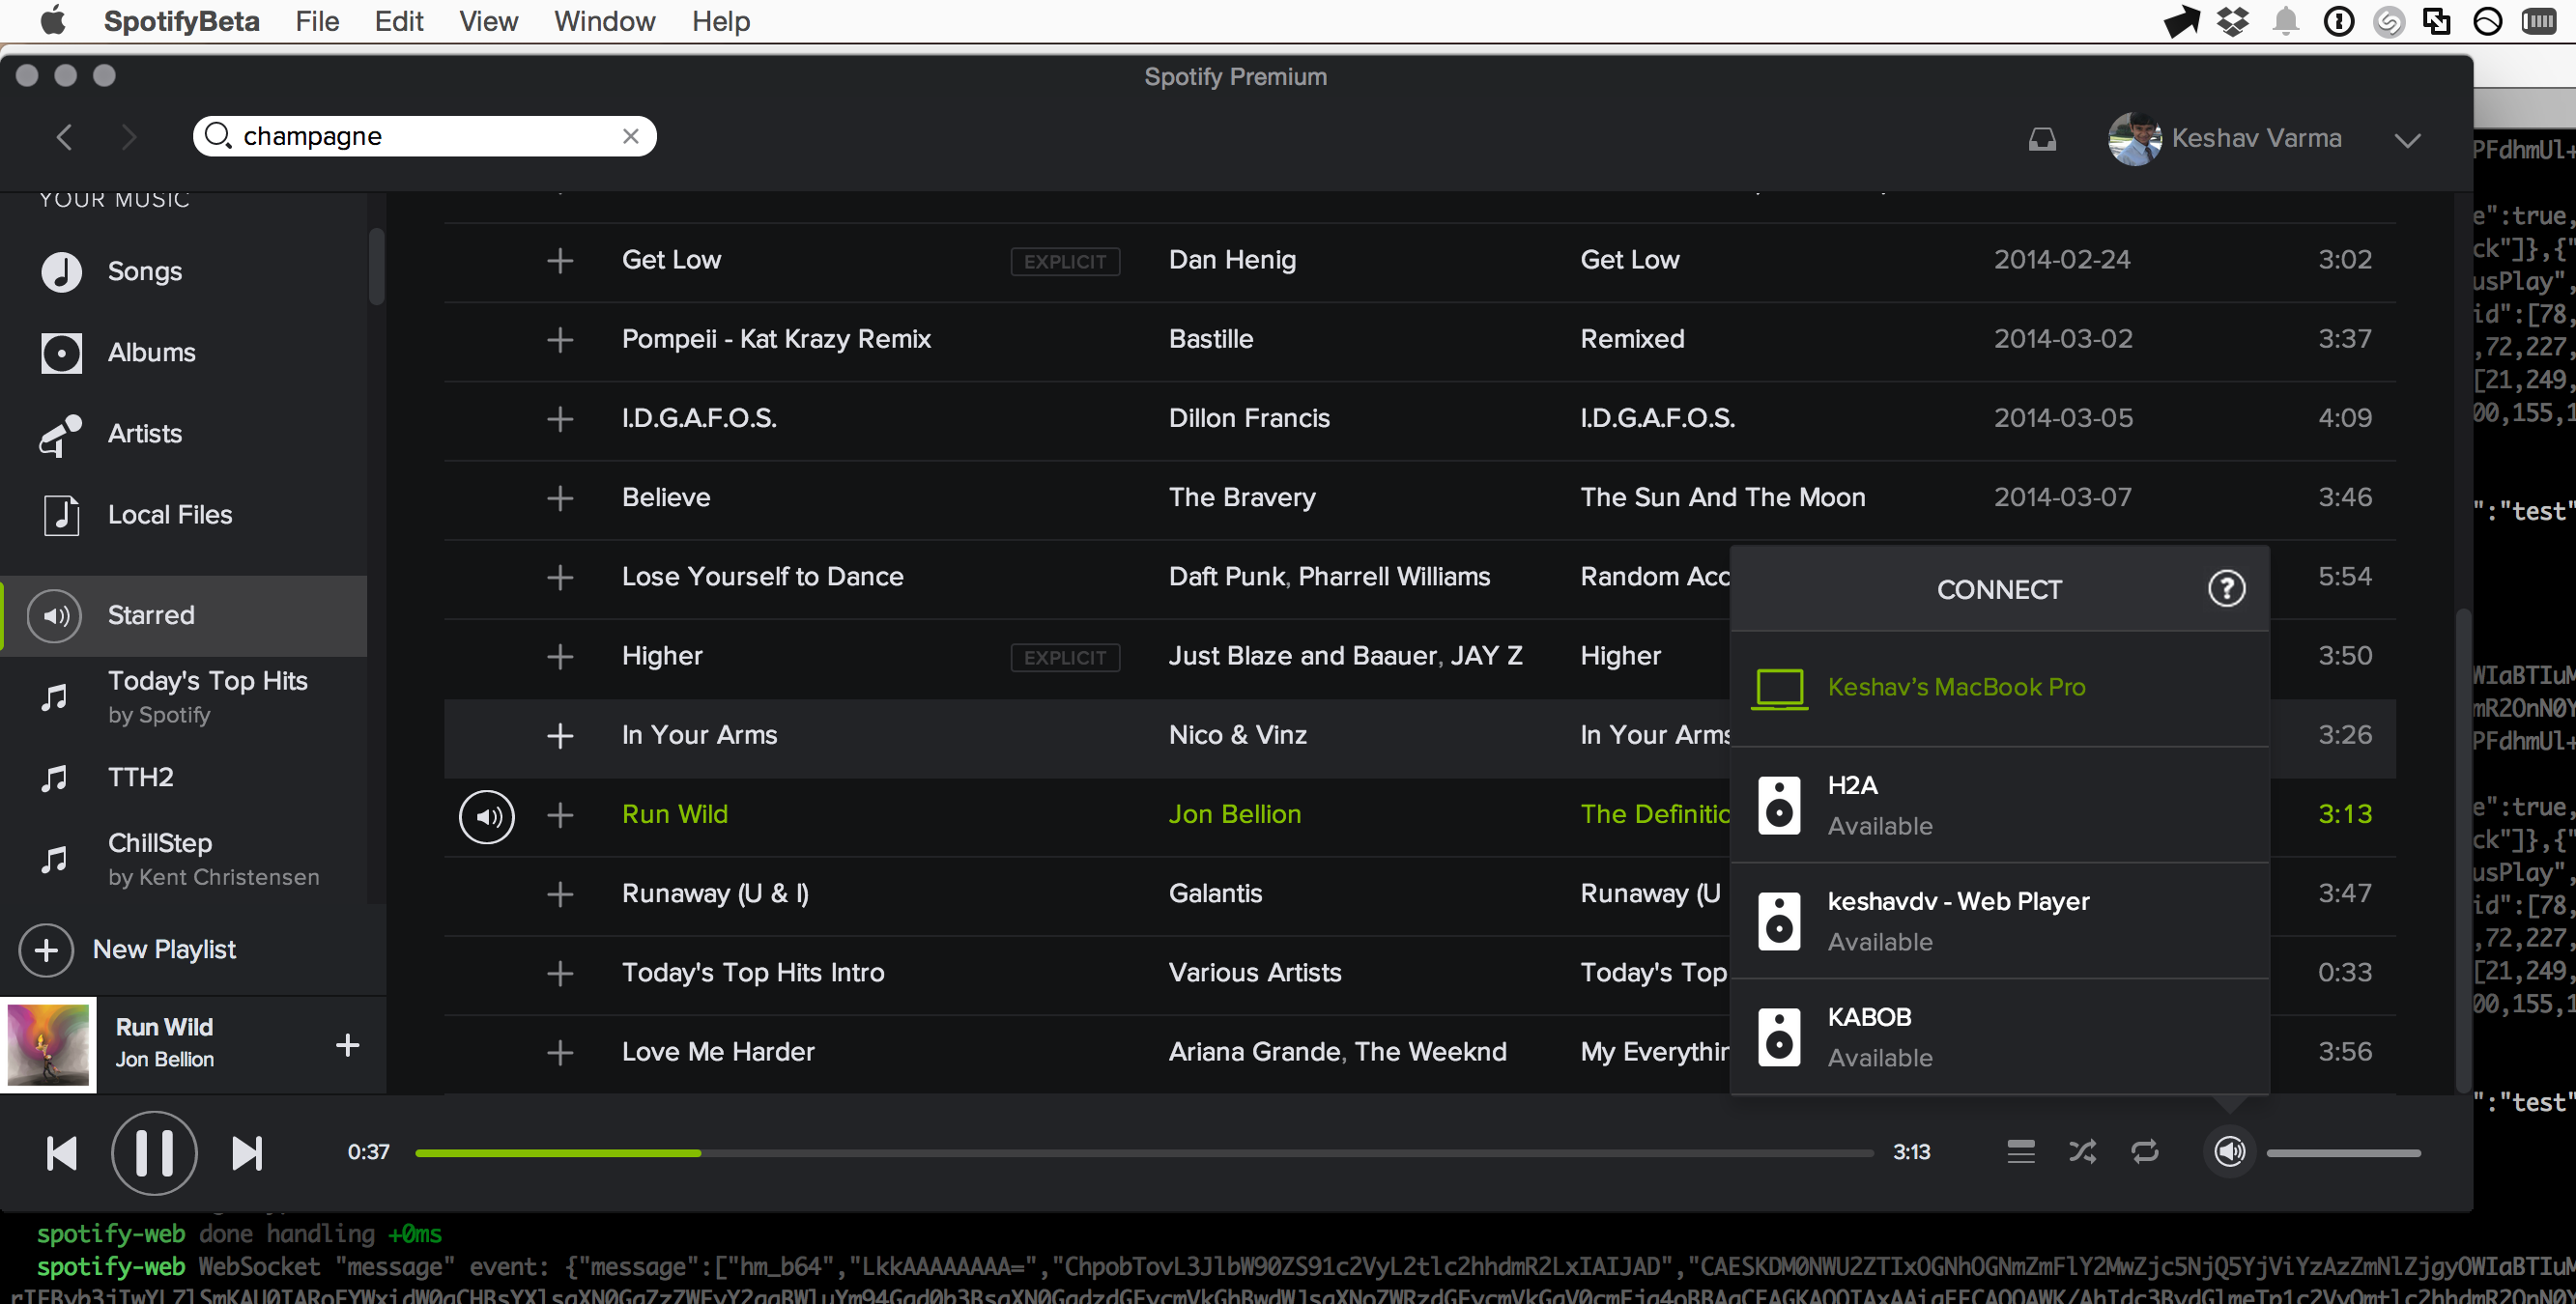 SpotifyBeta File Edit View Window Help
Spotify Premium
champagne
Keshav Varma
YOUR MUSIC
Songs
Albums
Artists
Local Files
Starred
Today's Top Hits
by Spotify
TTH2
ChillStep
by Kent Christensen
New Playlist
Run Wild
Jon Bellion
Get Low EXPLICIT Dan Henig Get Low 2014-02-24 3:02
Pompeii - Kat Krazy Remix Bastille Remixed 2014-03-02 3:37
I.D.G.A.F.O.S. Dillon Francis I.D.G.A.F.O.S. 2014-03-05 4:09
Believe The Bravery The Sun And The Moon 2014-03-07 3:46
Lose Yourself to Dance Daft Punk, Pharrell Williams Random Acc 5:54
Higher EXPLICIT Just Blaze and Baauer, JAY Z Higher 3:50
In Your Arms Nico & Vinz In Your Arms 3:26
Run Wild Jon Bellion The Definitio 3:13
Runaway (U & I) Galantis Runaway (U 3:47
Today's Top Hits Intro Various Artists Today's Top 0:33
Love Me Harder Ariana Grande, The Weeknd My Everythin 3:56
CONNECT ?
Keshav's MacBook Pro
H2A
Available
keshavdv - Web Player
Available
KABOB
Available
0:37 3:13
PFdhmUl+
e":true,
ck"]},{"
usPlay",
id":[78,
,72,227,
[21,249,
00,155,1
":"test"
WIaBTIuM
mR2OnN0Y
PFdhmUl+
e":true,
ck"]},{"
usPlay",
id":[78,
,72,227,
[21,249,
00,155,1
":"test"
spotify-web done handling +0ms
spotify-web WebSocket "message" event: {"message":["hm_b64","LkkAAAAAAAA=","ChpobTovL3JlbW90ZS91c2VyL2tlc2hhdmR2LxIAIJAD","CAESKDM0NWU2ZTIxOGNhOGNmZmFlY2MwZjc5NjQ5YjViYzAzZmNlZjgyOWIaBTIuM